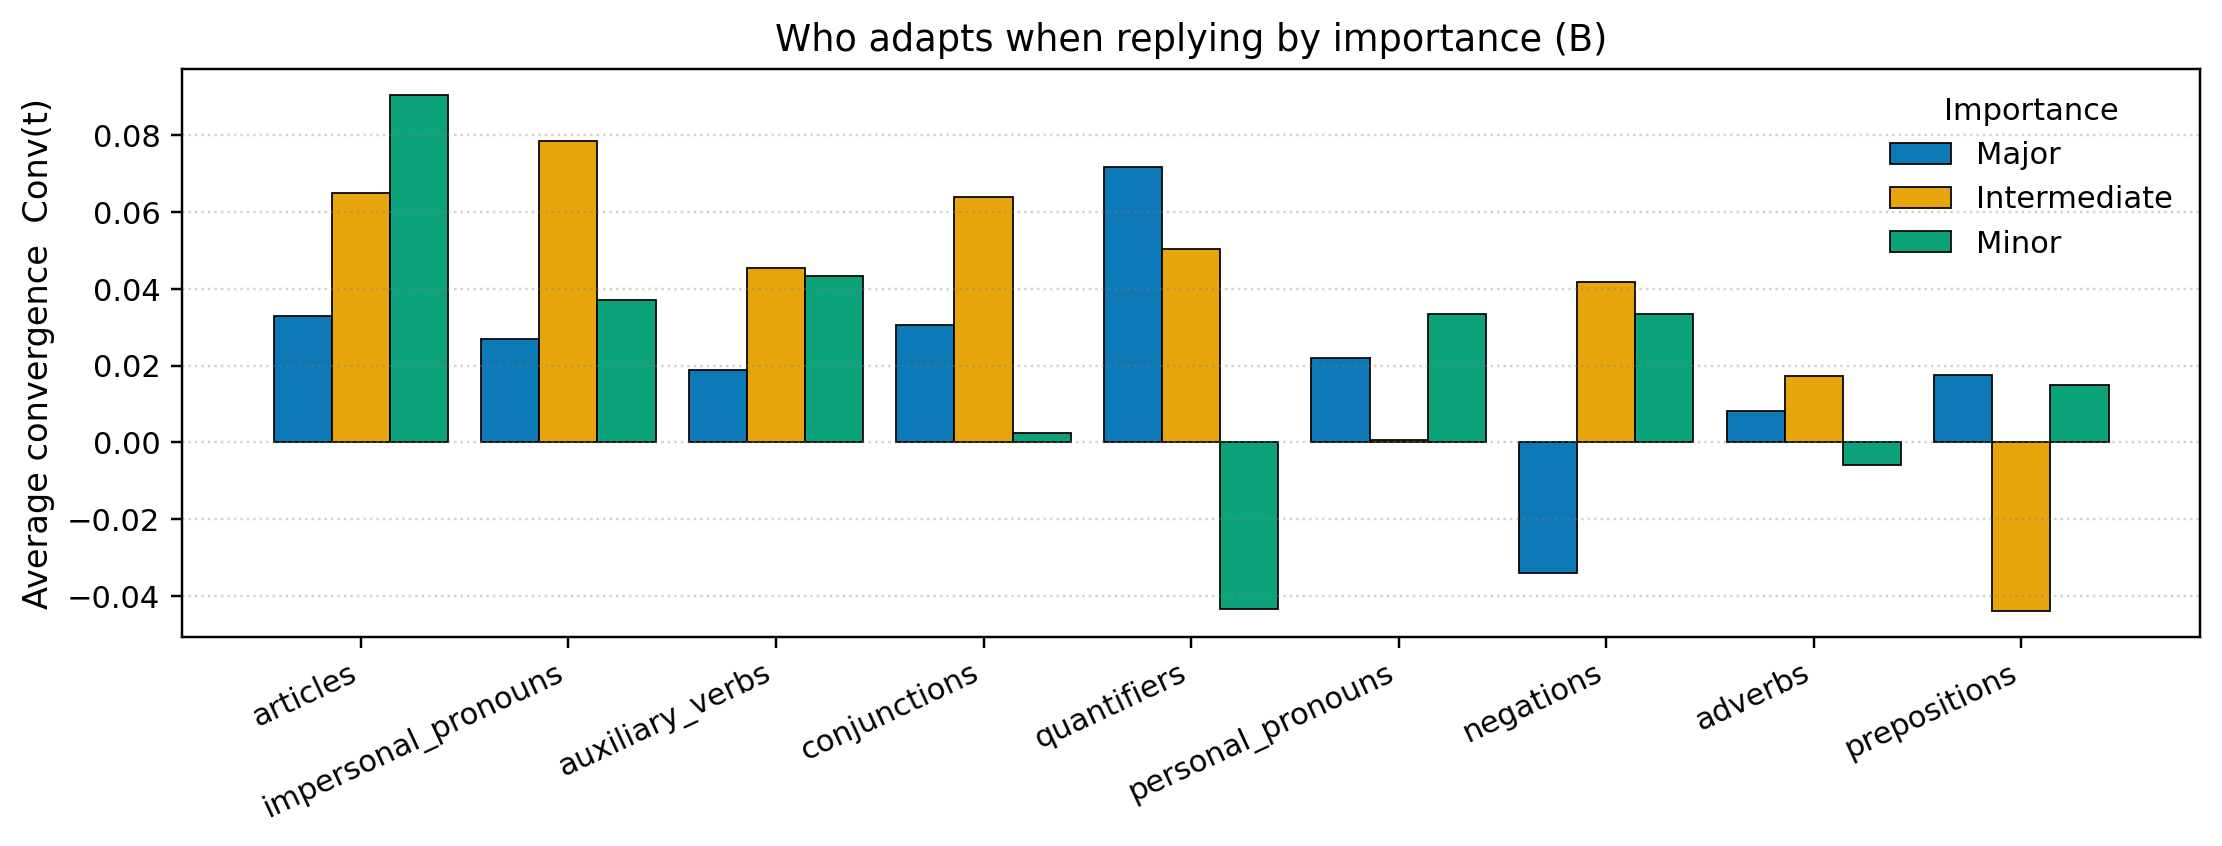 Who adapts when replying by importance (B)
Average convergence  Conv(t)
0.08
0.06
0.04
0.02
0.00
−0.02
−0.04
Importance
Major
Intermediate
Minor
articles
impersonal_pronouns
auxiliary_verbs
conjunctions
quantifiers
personal_pronouns
negations
adverbs
prepositions